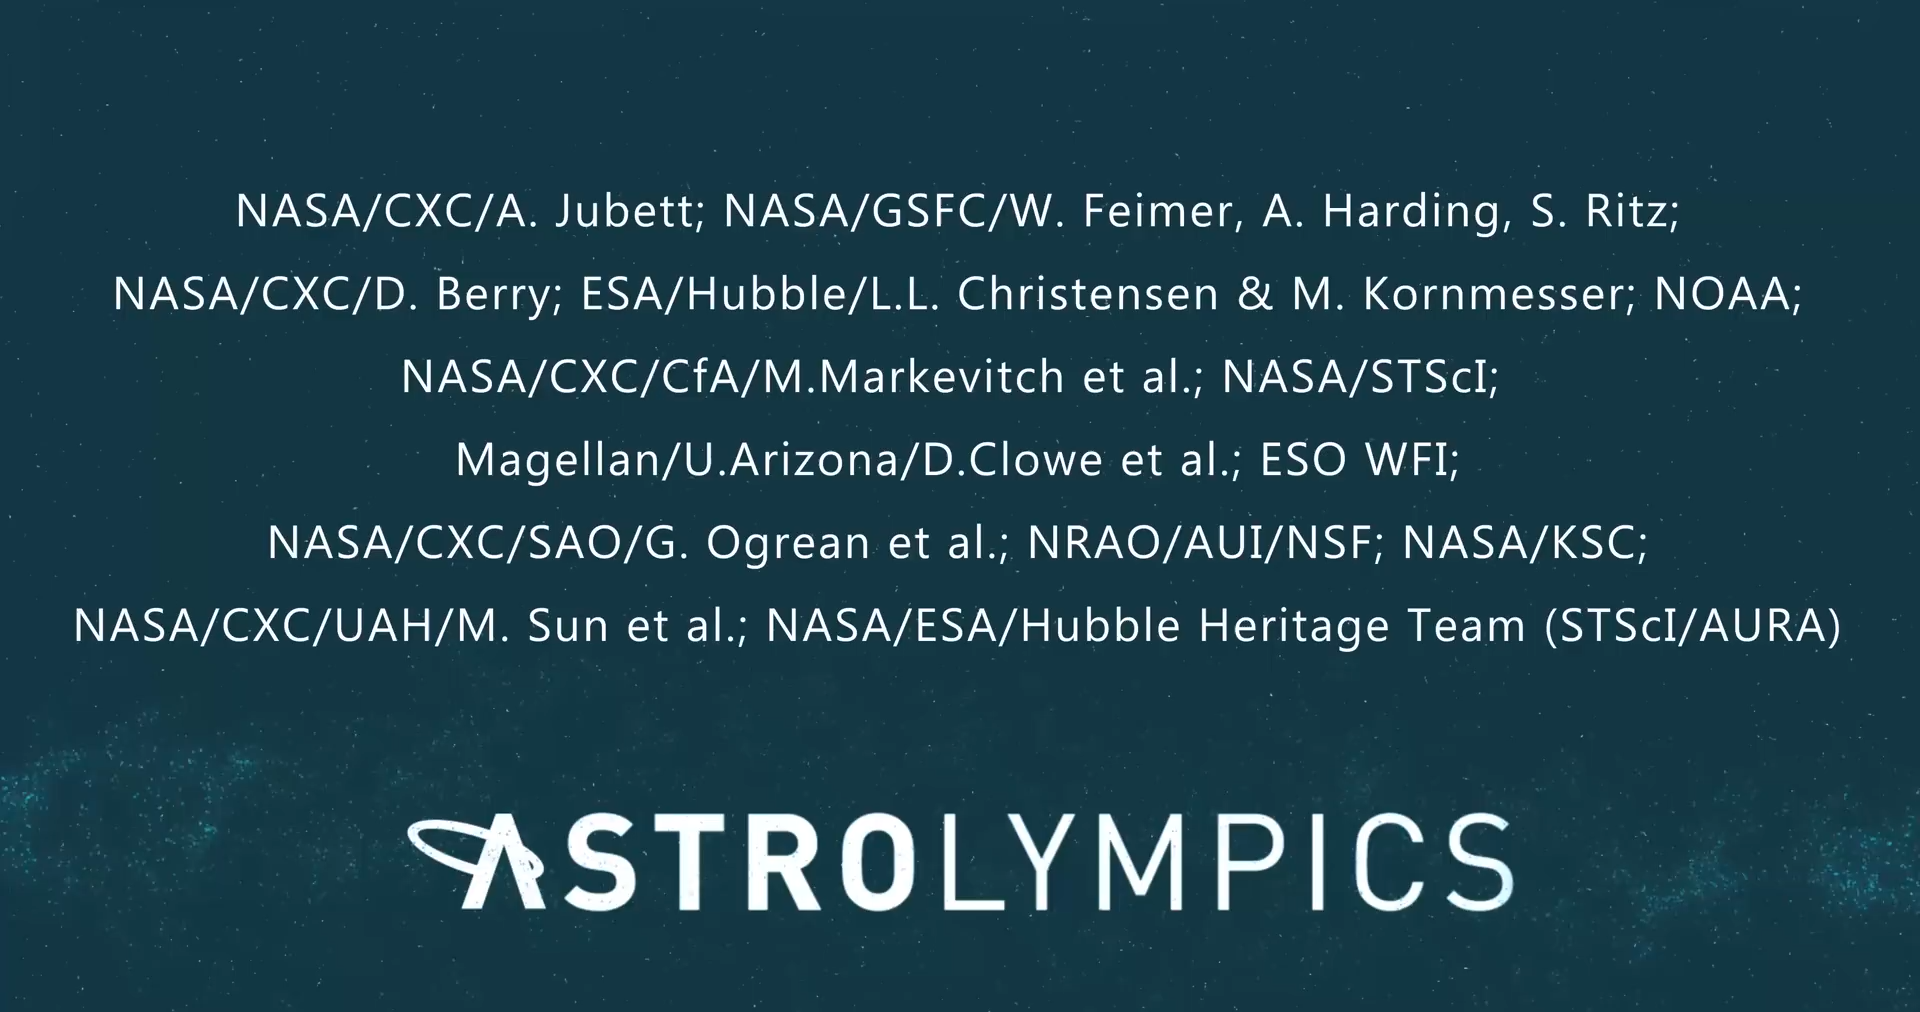 NASA/CXC/A. Jubett; NASA/GSFC/W. Feimer, A. Harding, S. Ritz;
NASA/CXC/D. Berry; ESA/Hubble/L.L. Christensen & M. Kornmesser; NOAA;
NASA/CXC/CfA/M.Markevitch et al.; NASA/STScI;
Magellan/U.Arizona/D.Clowe et al.; ESO WFI;
NASA/CXC/SAO/G. Ogrean et al.; NRAO/AUI/NSF; NASA/KSC;
NASA/CXC/UAH/M. Sun et al.; NASA/ESA/Hubble Heritage Team (STScI/AURA)
ASTROLYMPICS